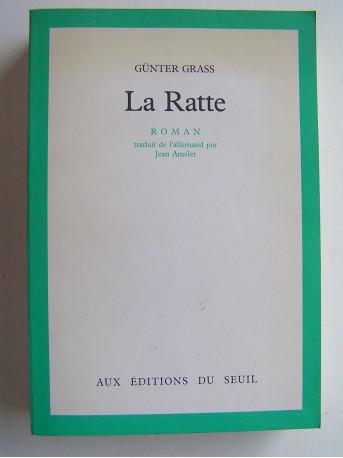 GÜNTER GRASS
La Ratte
ROMAN
traduit de l'allemand par
Jean Amsler
AUX ÉDITIONS DU SEUIL